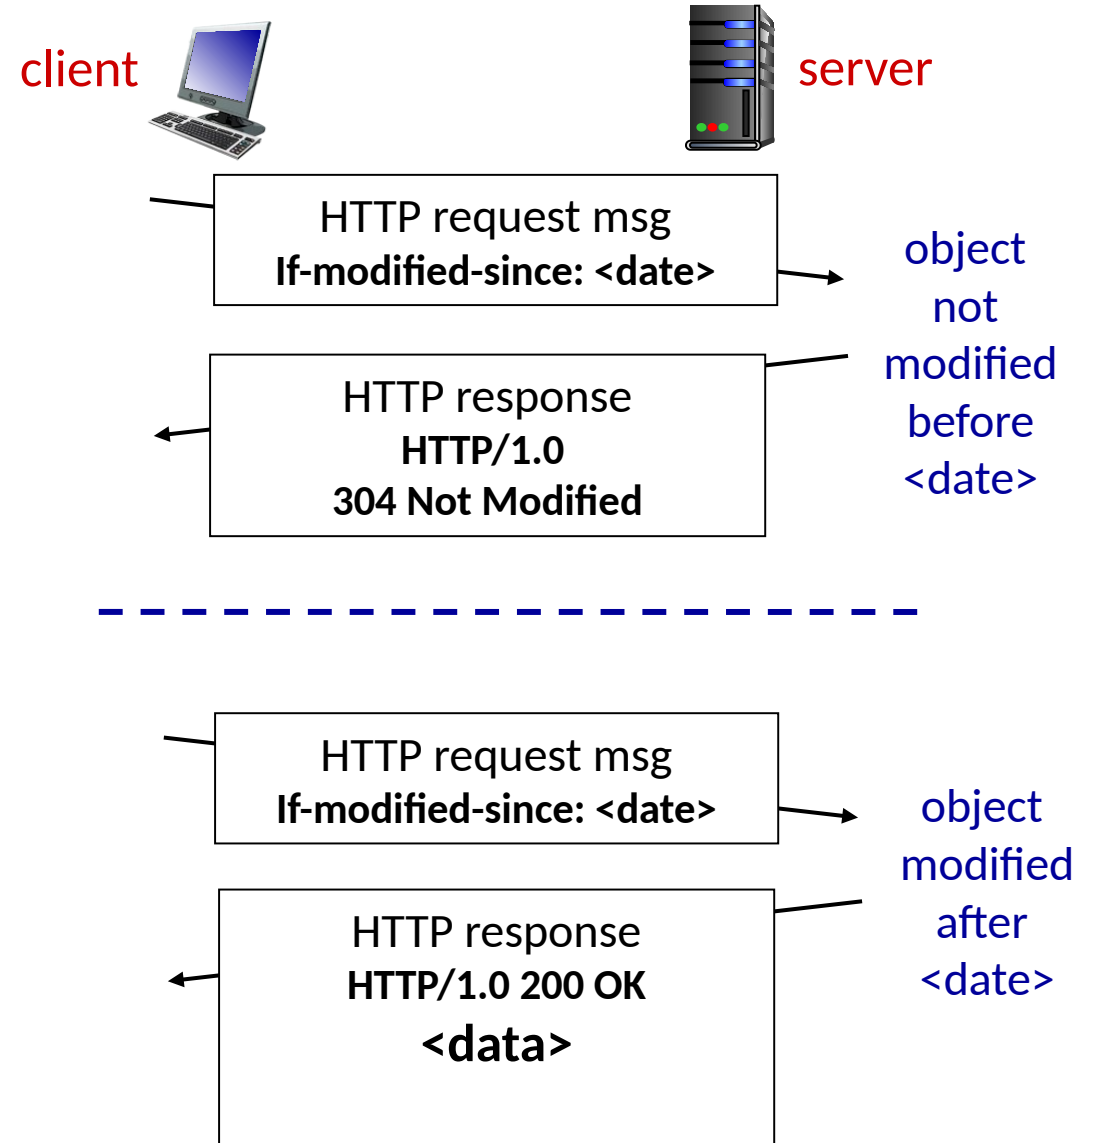 client
server
HTTP request msg
If-modified-since: <date>
object
not
modified
before
<date>
HTTP response
HTTP/1.0
304 Not Modified
HTTP request msg
If-modified-since: <date>
object
modified
after
<date>
HTTP response
HTTP/1.0 200 OK
<data>